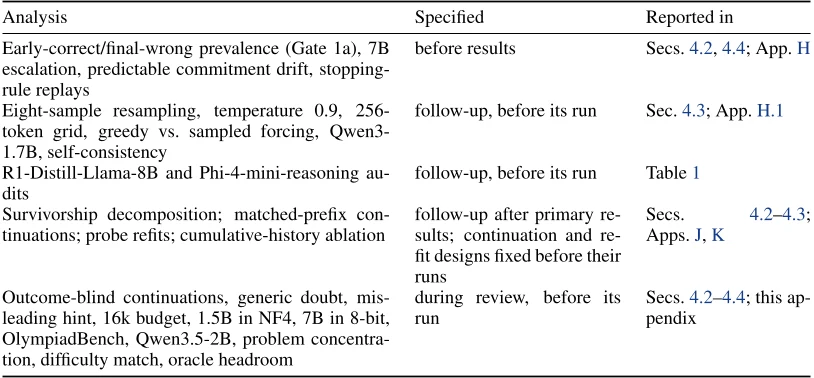 Analysis Specified Reported in
Early-correct/final-wrong prevalence (Gate 1a), 7B before results Secs. 4.2, 4.4; App. H
escalation, predictable commitment drift, stopping-
rule replays
Eight-sample resampling, temperature 0.9, 256- follow-up, before its run Sec. 4.3; App. H.1
token grid, greedy vs. sampled forcing, Qwen3-
1.7B, self-consistency
R1-Distill-Llama-8B and Phi-4-mini-reasoning au- follow-up, before its run Table 1
dits
Survivorship decomposition; matched-prefix con- follow-up after primary re- Secs. 4.2–4.3;
tinuations; probe refits; cumulative-history ablation sults; continuation and re- Apps. J, K
fit designs fixed before their
runs
Outcome-blind continuations, generic doubt, mis- during review, before its Secs. 4.2–4.4; this ap-
leading hint, 16k budget, 1.5B in NF4, 7B in 8-bit, run pendix
OlympiadBench, Qwen3.5-2B, problem concentra-
tion, difficulty match, oracle headroom